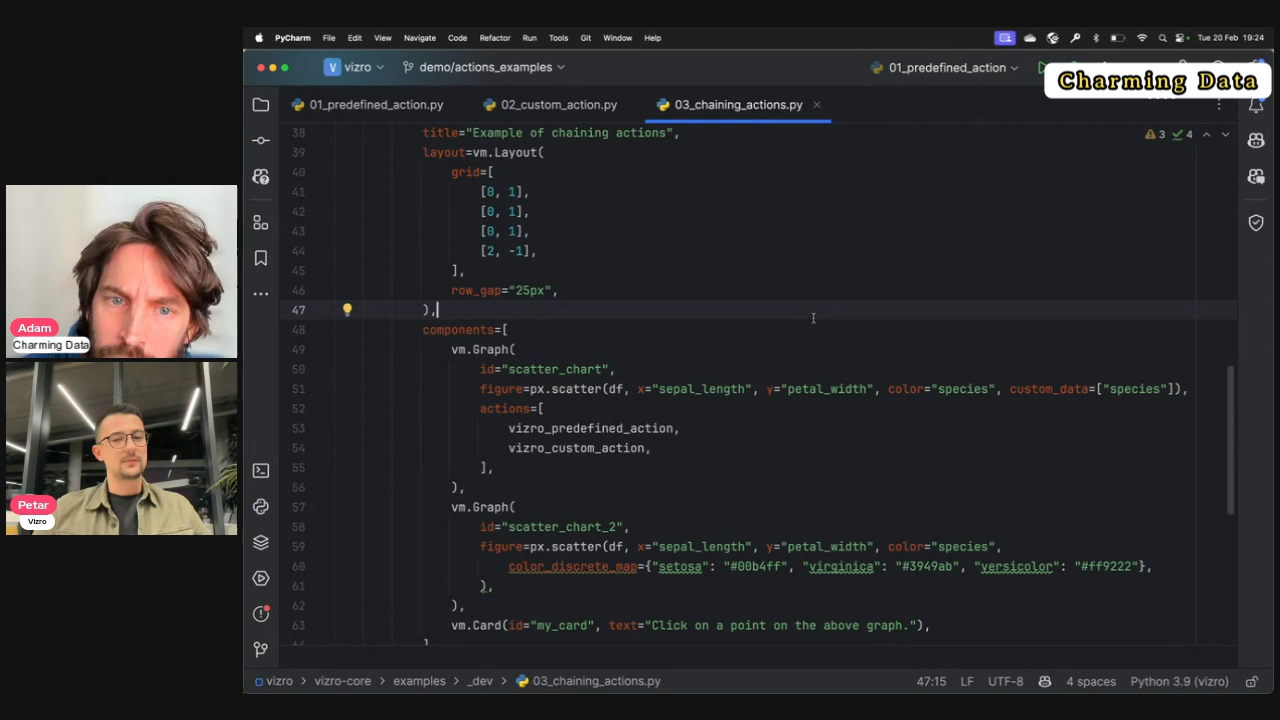 PyCharm File Edit View Navigate Code Refactor Run Tools Git Window Help
Tue 20 Feb 19:24
V vizro demo/actions_examples 01_predefined_action
Charming Data
01_predefined_action.py 02_custom_action.py 03_chaining_actions.py
3 4
38 title="Example of chaining actions",
39 layout=vm.Layout(
40 grid=[
41 [0, 1],
42 [0, 1],
43 [0, 1],
44 [2, -1],
45 ],
46 row_gap="25px",
47 ),
48 components=[
49 vm.Graph(
50 id="scatter_chart",
51 figure=px.scatter(df, x="sepal_length", y="petal_width", color="species", custom_data=["species"]),
52 actions=[
53 vizro_predefined_action,
54 vizro_custom_action,
55 ],
56 ),
57 vm.Graph(
58 id="scatter_chart_2",
59 figure=px.scatter(df, x="sepal_length", y="petal_width", color="species",
60 color_discrete_map={"setosa": "#00b4ff", "virginica": "#3949ab", "versicolor": "#ff9222"},
61 ),
62 ),
63 vm.Card(id="my_card", text="Click on a point on the above graph."),
Adam
Charming Data
Petar
Vizro
vizro > vizro-core > examples > _dev > 03_chaining_actions.py
47:15 LF UTF-8 4 spaces Python 3.9 (vizro)